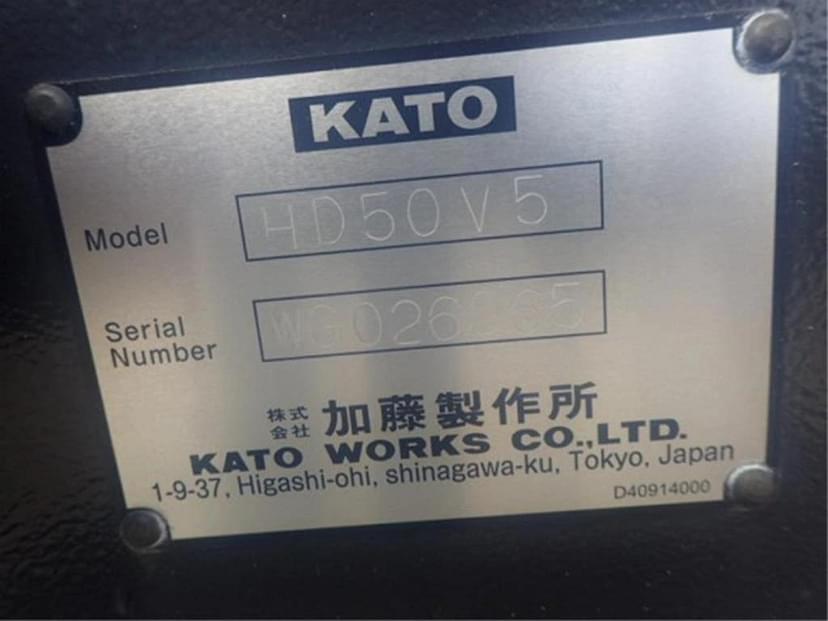 KATO
Model HD50V5
Serial
Number
株式
会社 加藤製作所
KATO WORKS CO.,LTD.
1-9-37, Higashi-ohi, shinagawa-ku, Tokyo, Japan
D40914000